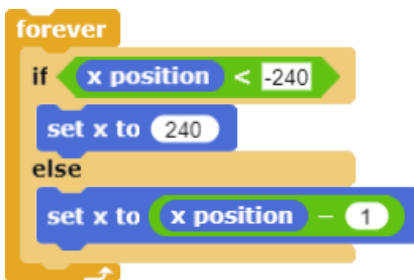 forever
if x position < -240
set x to 240
else
set x to x position − 1